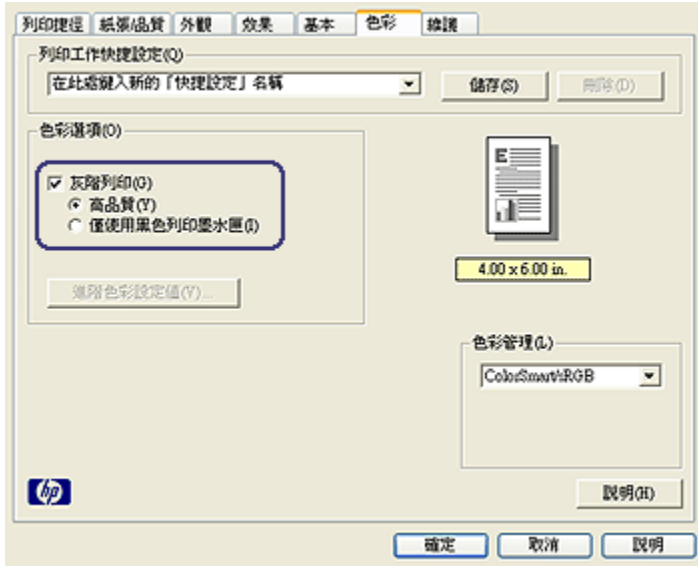 列印捷徑 紙張/品質 外觀 效果 基本 色彩 維護
列印工作快捷設定(Q)
在此處鍵入新的「快捷設定」名稱 儲存(S) 刪除(D)
色彩選項(O)
灰階列印(G)
高品質(Y)
僅使用黑色列印墨水匣(I)
進階色彩設定值(V)...
E
4.00 x 6.00 in.
色彩管理(L)
ColorSmart/sRGB
hp
說明(H)
確定 取消 說明